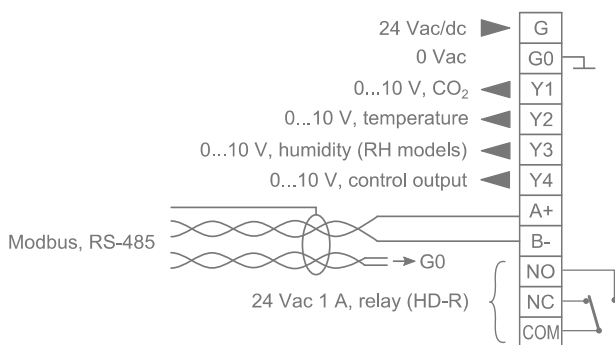 24 Vac/dc G
0 Vac G0
0...10 V, CO₂ Y1
0...10 V, temperature Y2
0...10 V, humidity (RH models) Y3
0...10 V, control output Y4
A+
Modbus, RS-485 B-
G0
NO
24 Vac 1 A, relay (HD-R) NC
COM